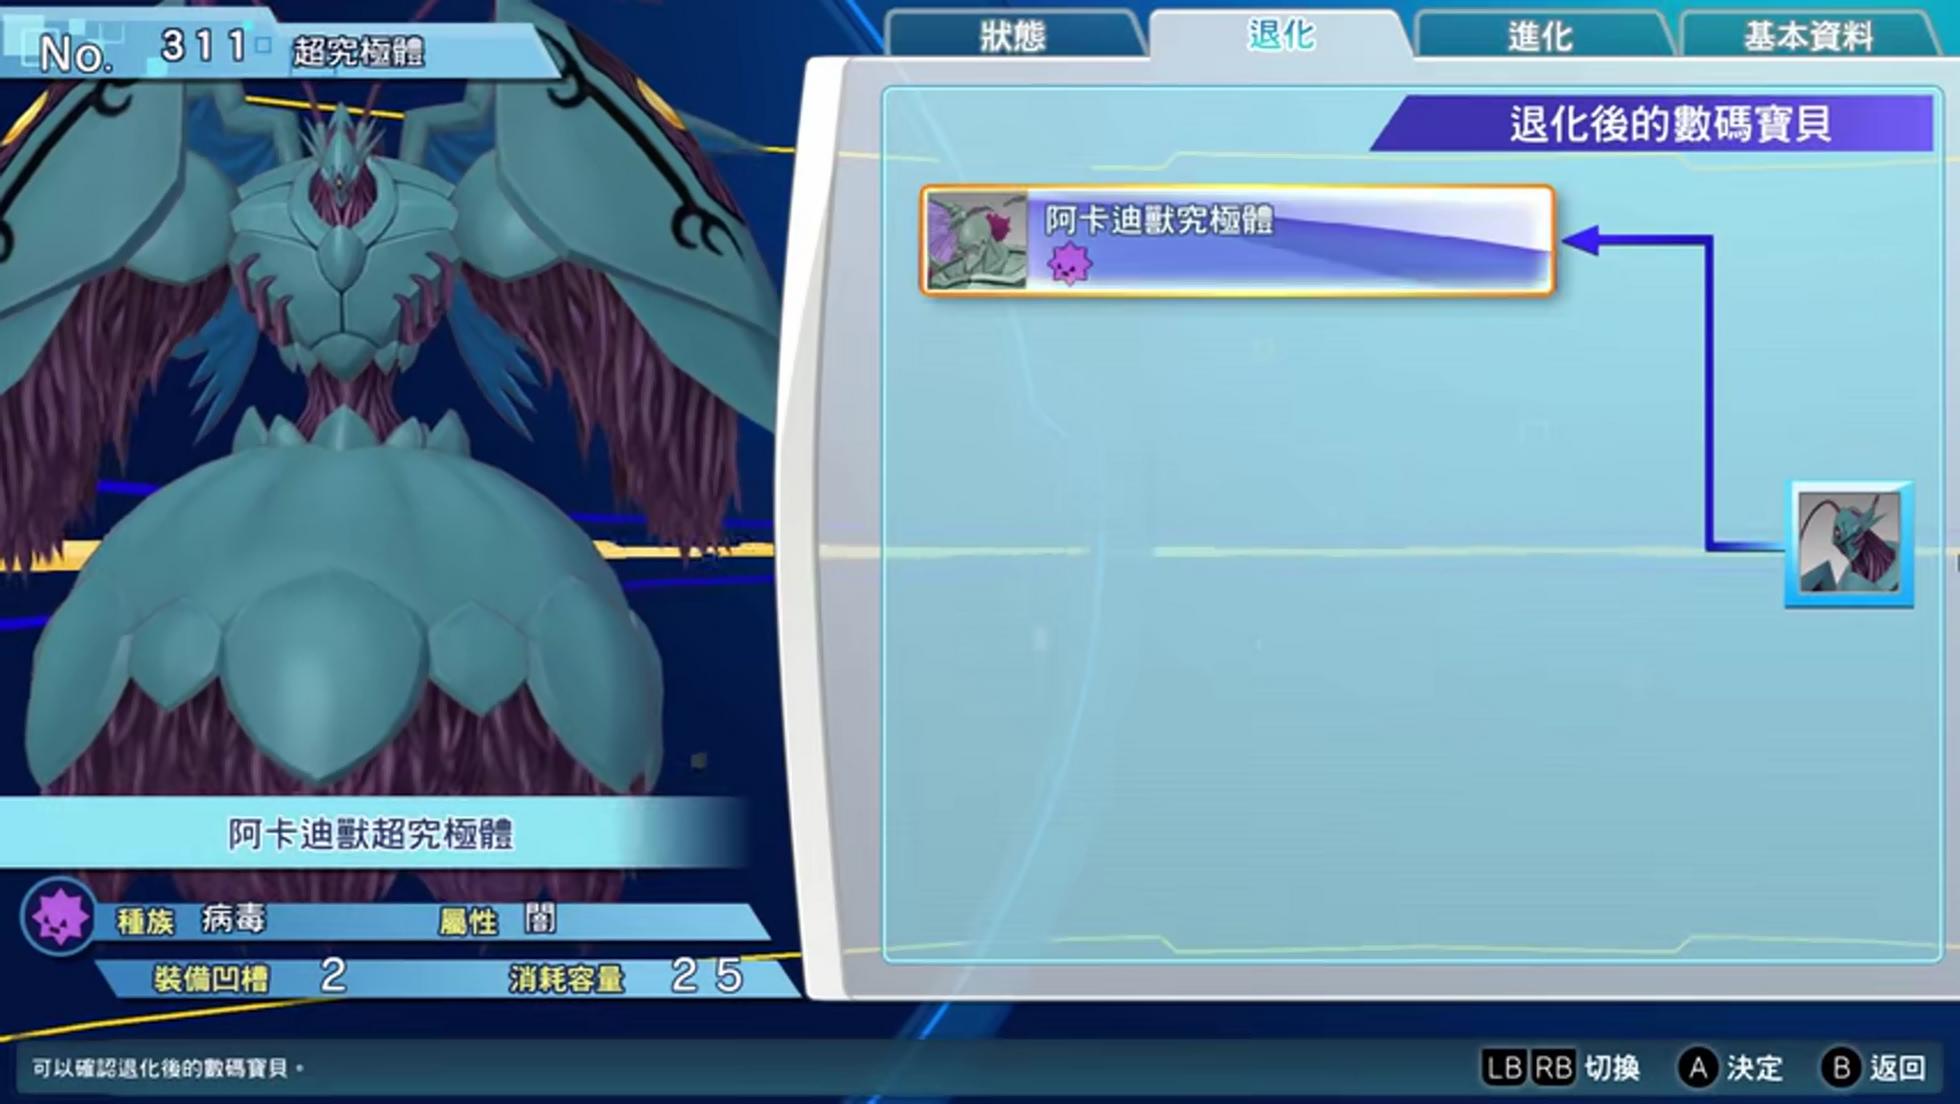 No. 311 超究極體
狀態
退化
進化
基本資料
退化後的數碼寶貝
阿卡迪獸究極體
阿卡迪獸超究極體
種族 病毒 屬性 闇
裝備凹槽 2 消耗容量 25
可以確認退化後的數碼寶貝。
LB RB 切換 A 決定 B 返回